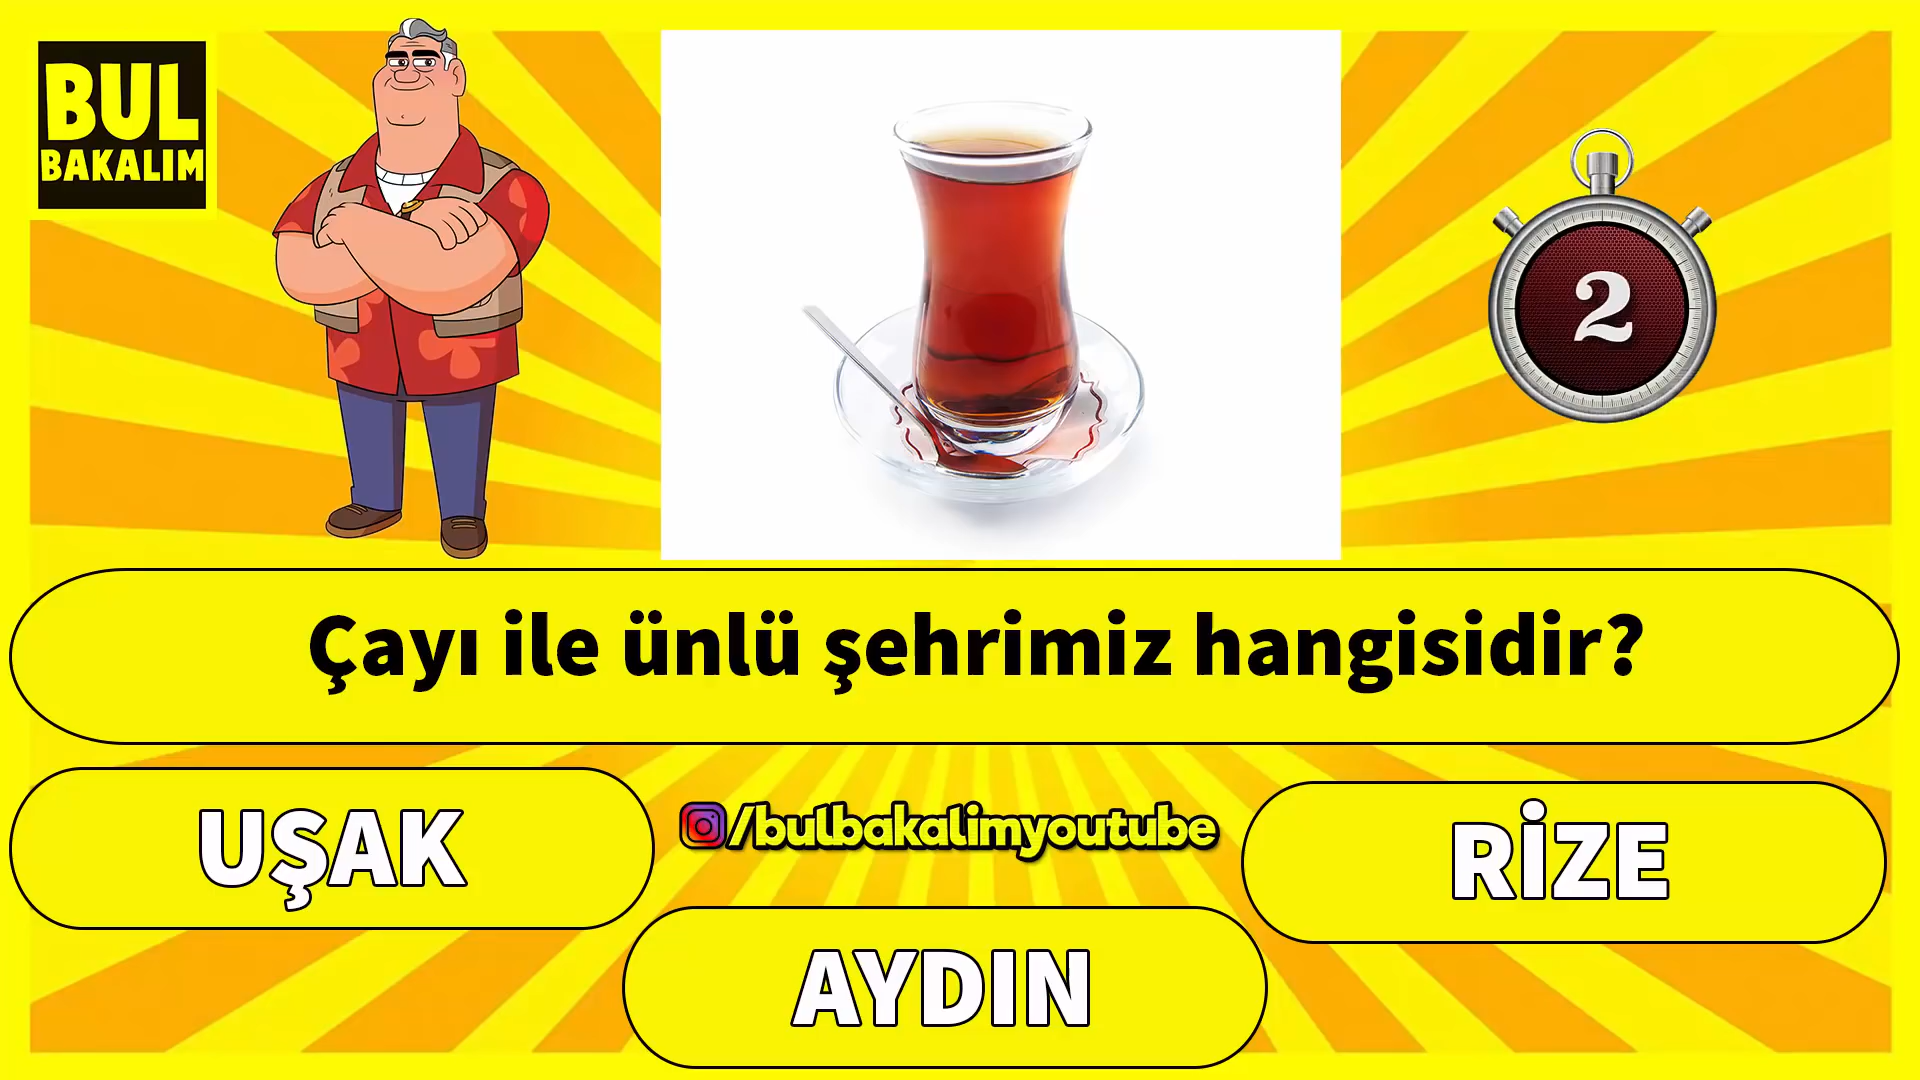 BUL
BAKALIM
2
Çayı ile ünlü şehrimiz hangisidir?
UŞAK
/bulbakalimyoutube
RİZE
AYDIN